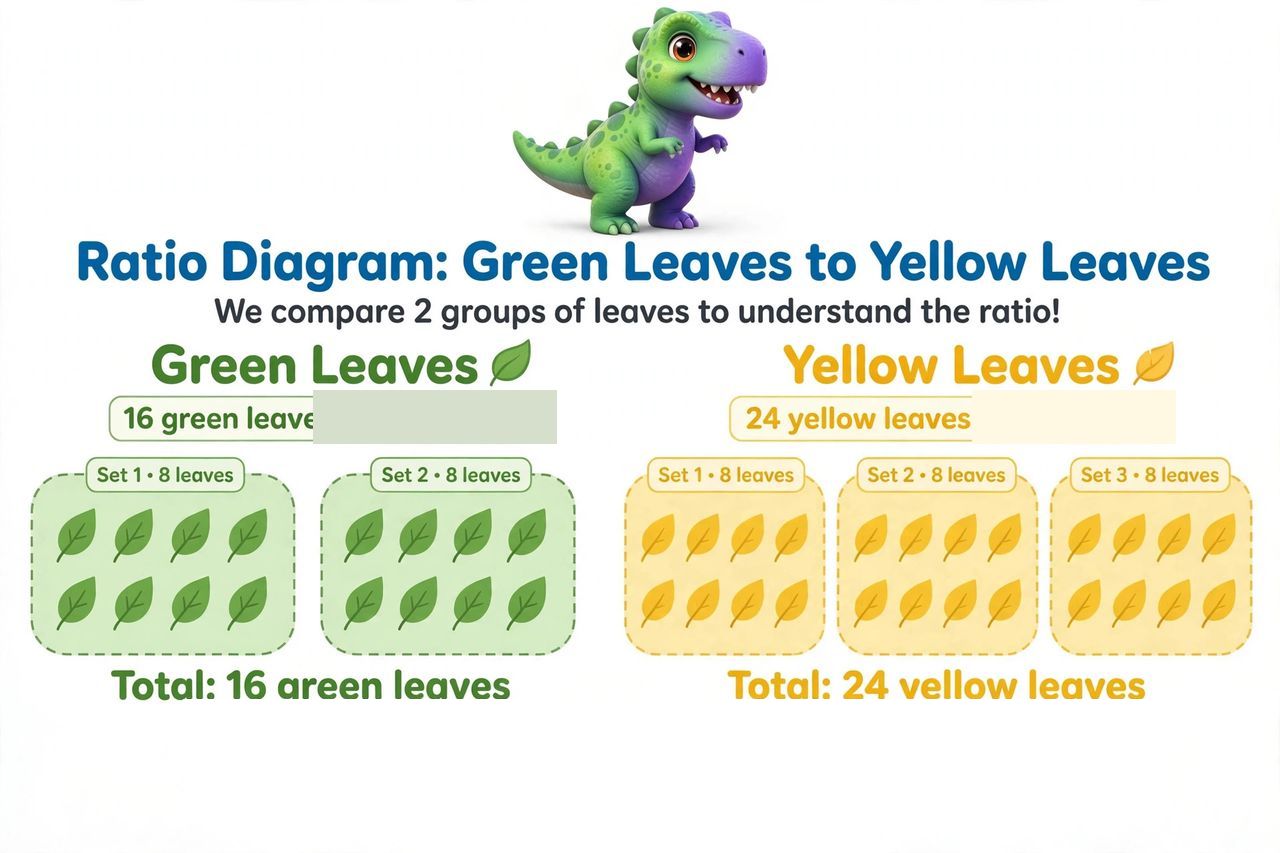 Ratio Diagram: Green Leaves to Yellow Leaves
We compare 2 groups of leaves to understand the ratio!
Green Leaves
16 green leave
Set 1 • 8 leaves
Set 2 • 8 leaves
Total: 16 green leaves
Yellow Leaves
24 yellow leaves
Set 1 • 8 leaves
Set 2 • 8 leaves
Set 3 • 8 leaves
Total: 24 yellow leaves